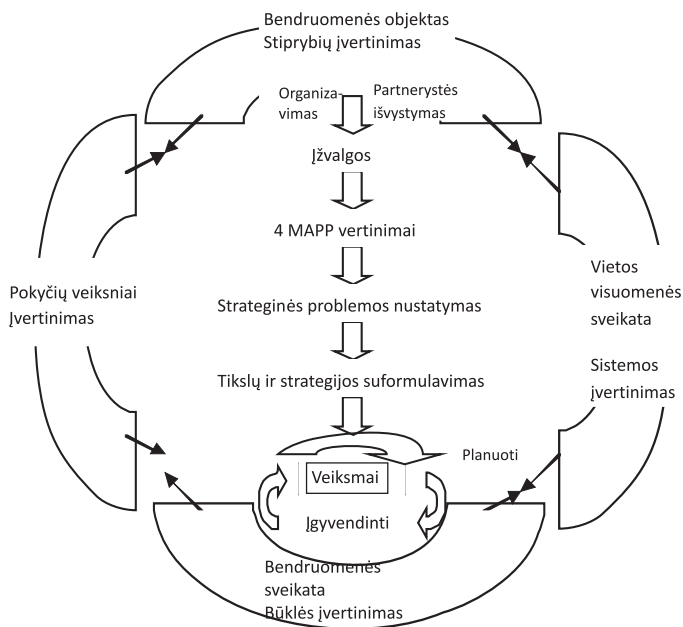 Bendruomenės objektas
Stiprybių įvertinimas
Organiza-
vimas
Partnerystės
išvystymas
Įžvalgos
4 MAPP vertinimai
Strateginės problemos nustatymas
Tikslų ir strategijos suformulavimas
Pokyčių veiksniai
Įvertinimas
Vietos
visuomenės
sveikata
Sistemos
įvertinimas
Planuoti
Veiksmai
Įgyvendinti
Bendruomenės
sveikata
Būklės įvertinimas